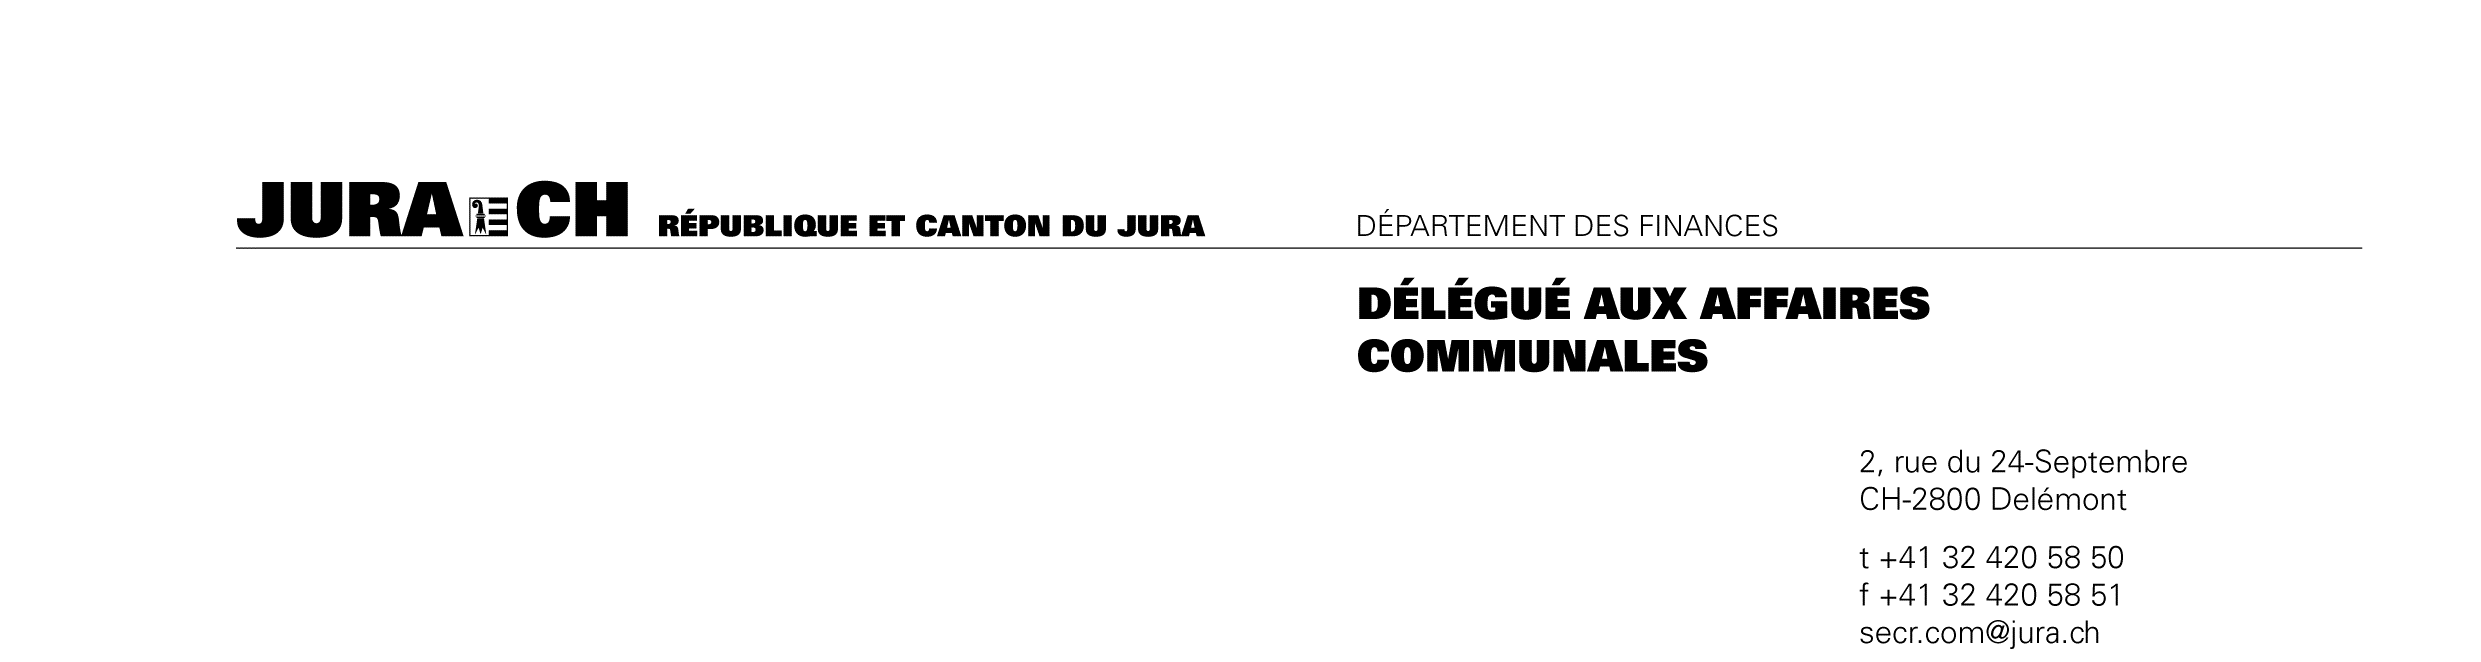 JURA CH RÉPUBLIQUE ET CANTON DU JURA DÉPARTEMENT DES FINANCES
DÉLÉGUÉ AUX AFFAIRES
COMMUNALES
2, rue du 24-Septembre
CH-2800 Delémont
t +41 32 420 58 50
f +41 32 420 58 51
secr.com@jura.ch